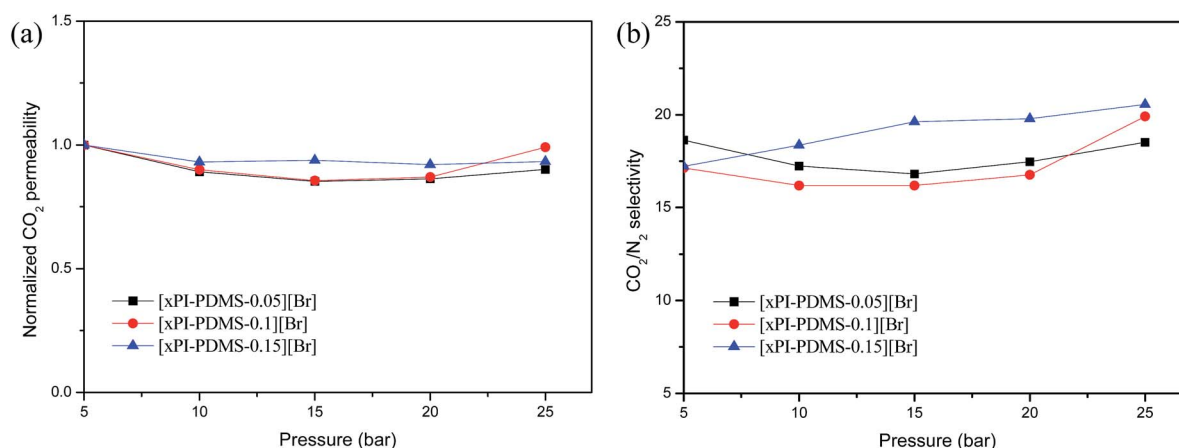 (a)
1.5
1.0
0.5
0.0
Normalized CO₂ permeability
[xPI-PDMS-0.05][Br]
[xPI-PDMS-0.1][Br]
[xPI-PDMS-0.15][Br]
5 10 15 20 25
Pressure (bar)
(b)
25
20
15
10
5
CO₂/N₂ selectivity
[xPI-PDMS-0.05][Br]
[xPI-PDMS-0.1][Br]
[xPI-PDMS-0.15][Br]
5 10 15 20 25
Pressure (bar)